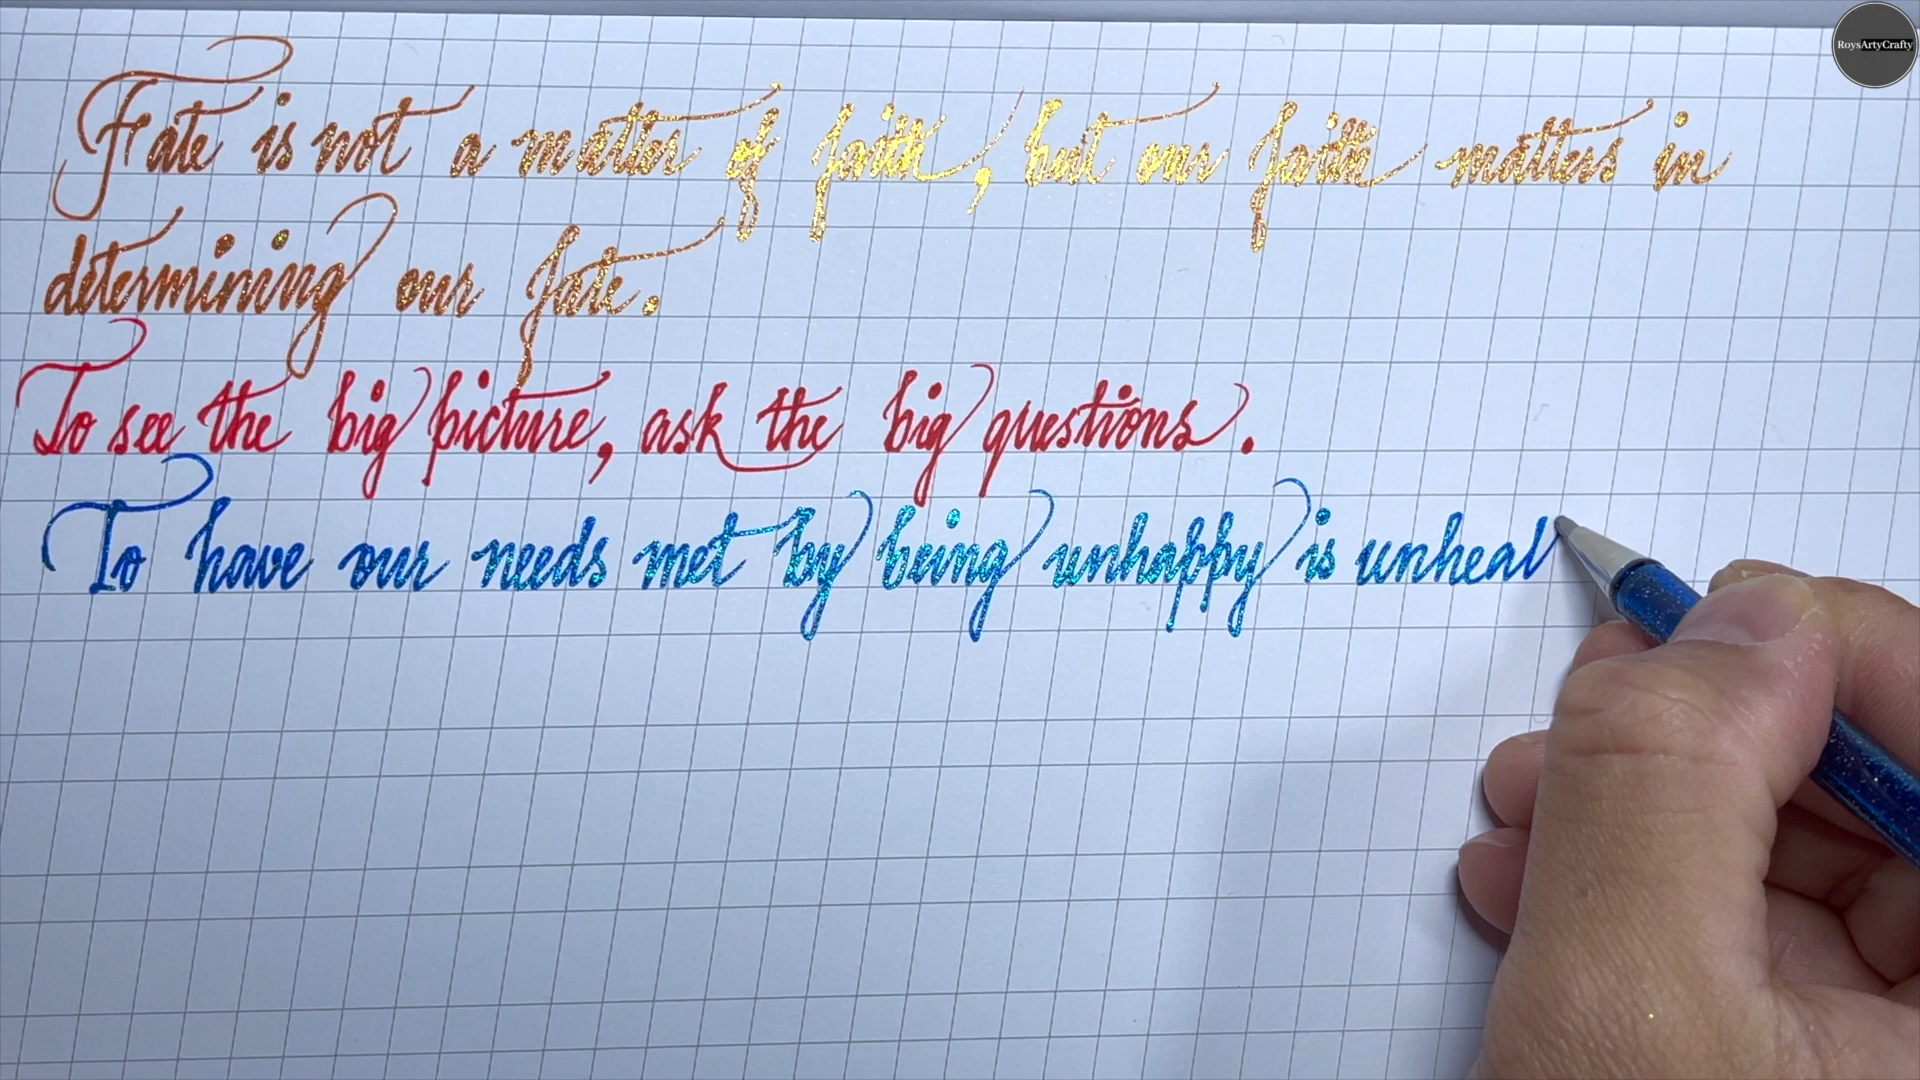 RoysArtyCrafty
Fate is not a matter of faith, but our faith matters in
determining our fate.
To see the big picture, ask the big questions.
To have our needs met by being unhappy is unheal